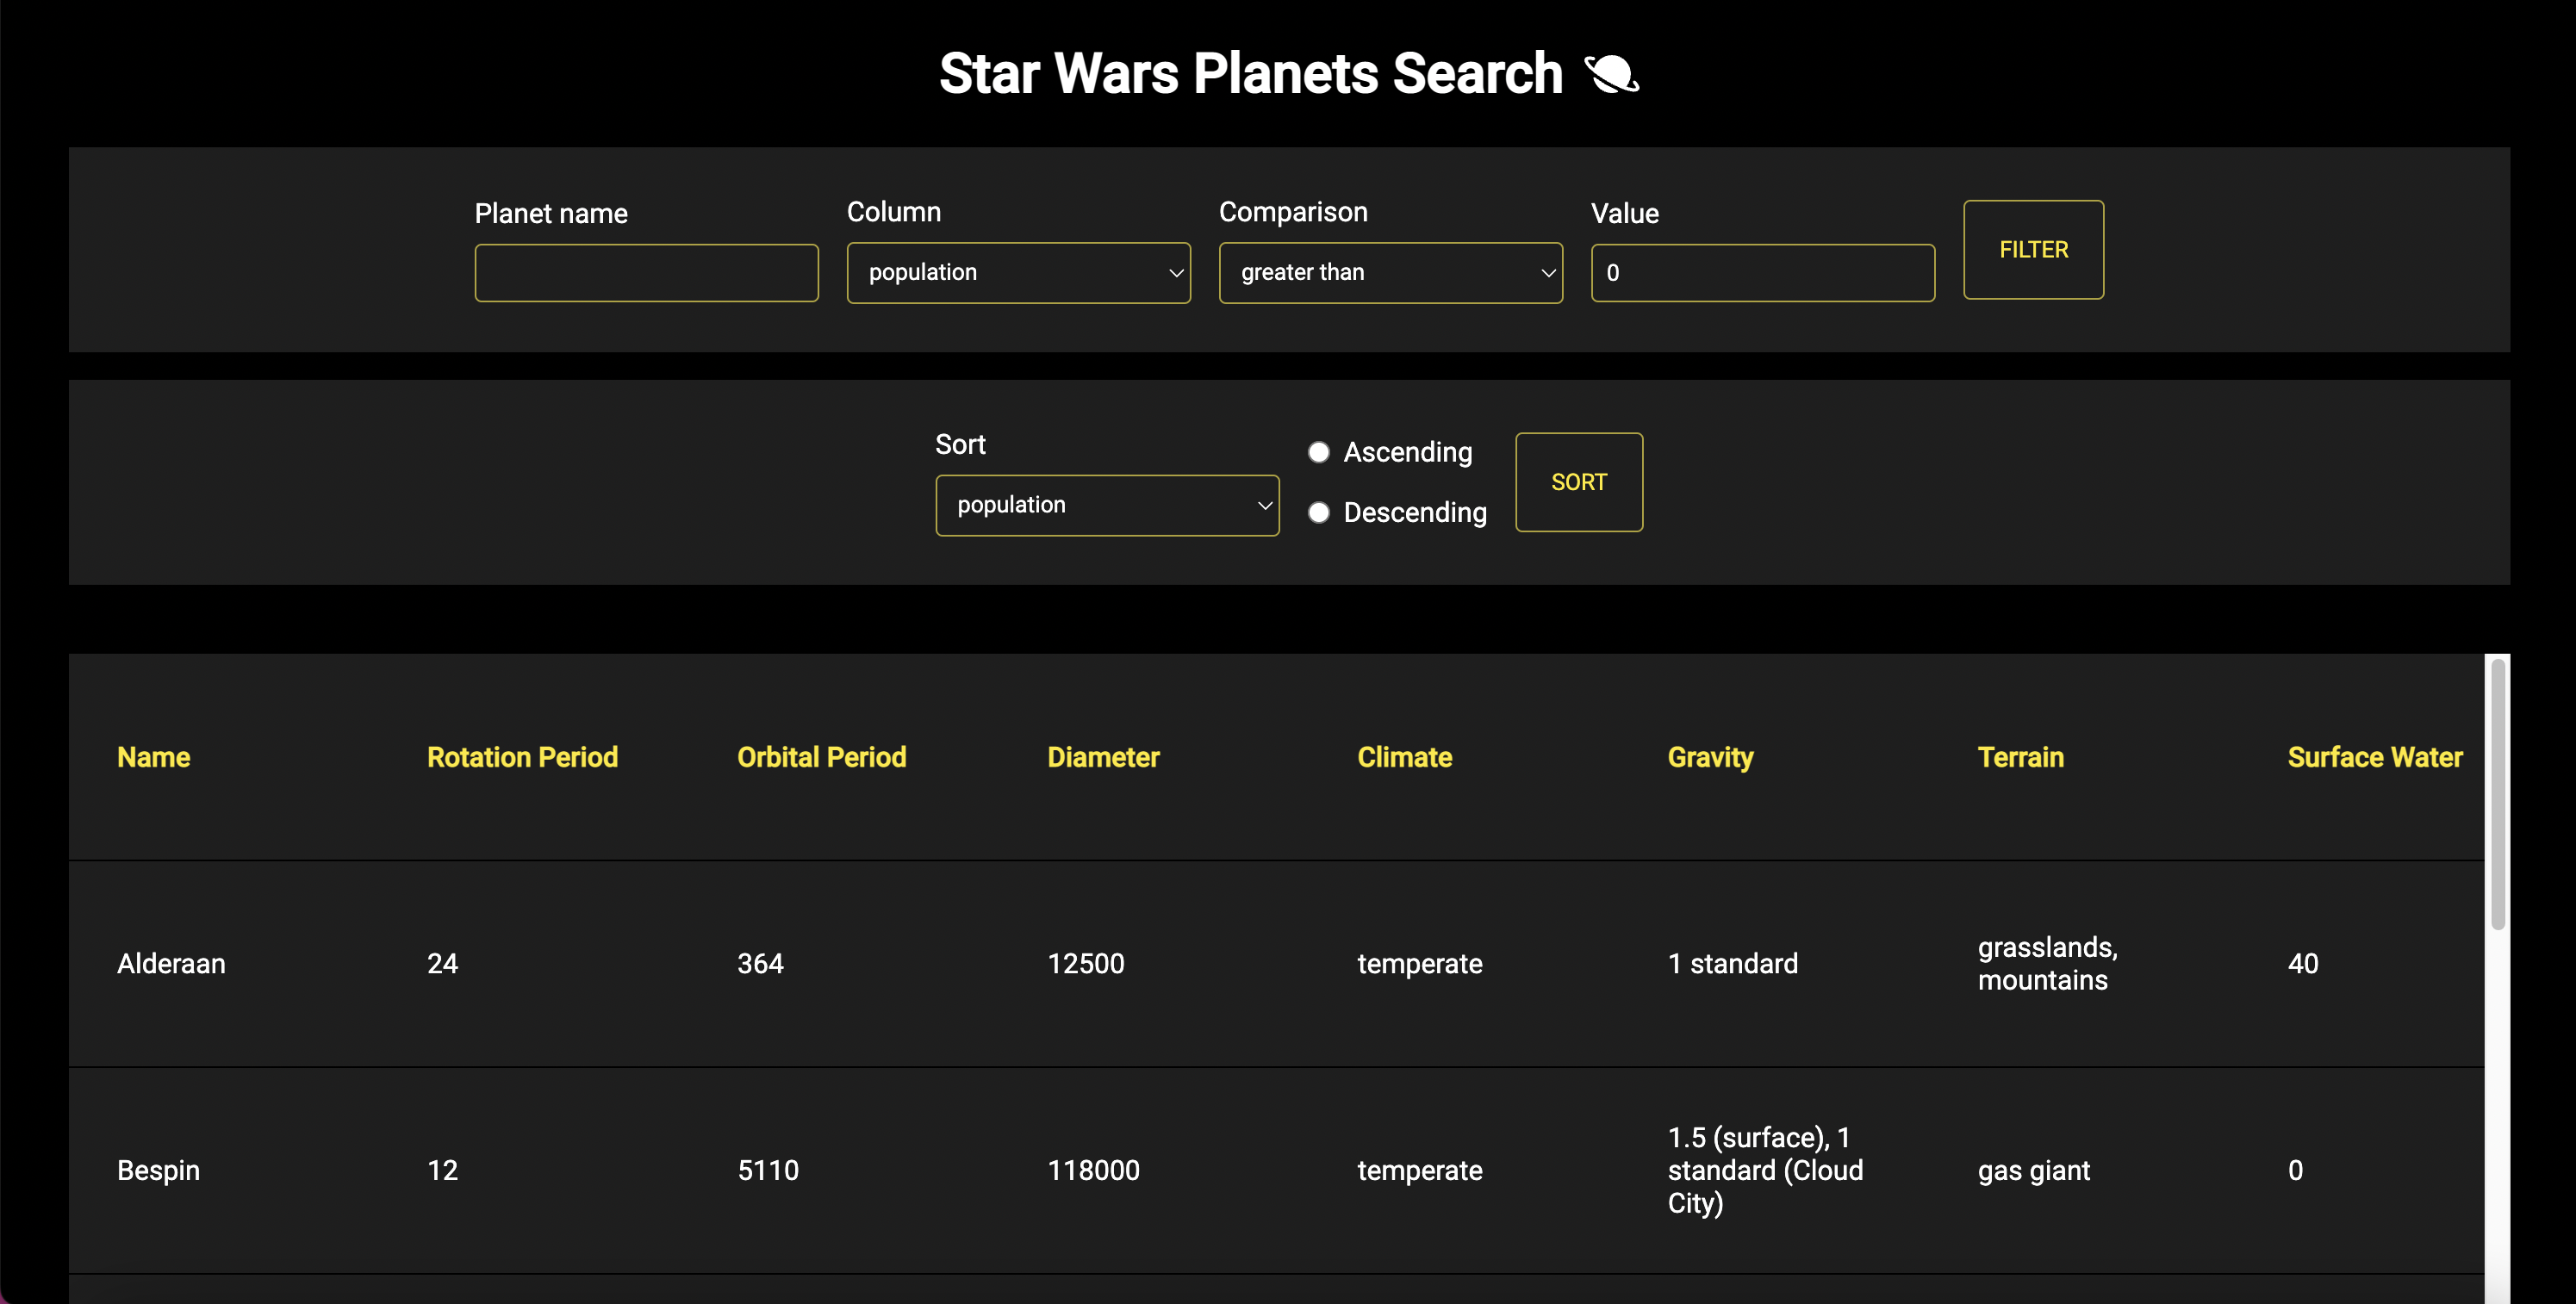 Star Wars Planets Search
Planet name
Column
Comparison
Value
population
greater than
0
FILTER
Sort
population
Ascending
Descending
SORT
Name Rotation Period Orbital Period Diameter Climate Gravity Terrain Surface Water
Alderaan 24 364 12500 temperate 1 standard grasslands, mountains 40
Bespin 12 5110 118000 temperate 1.5 (surface), 1 standard (Cloud City) gas giant 0